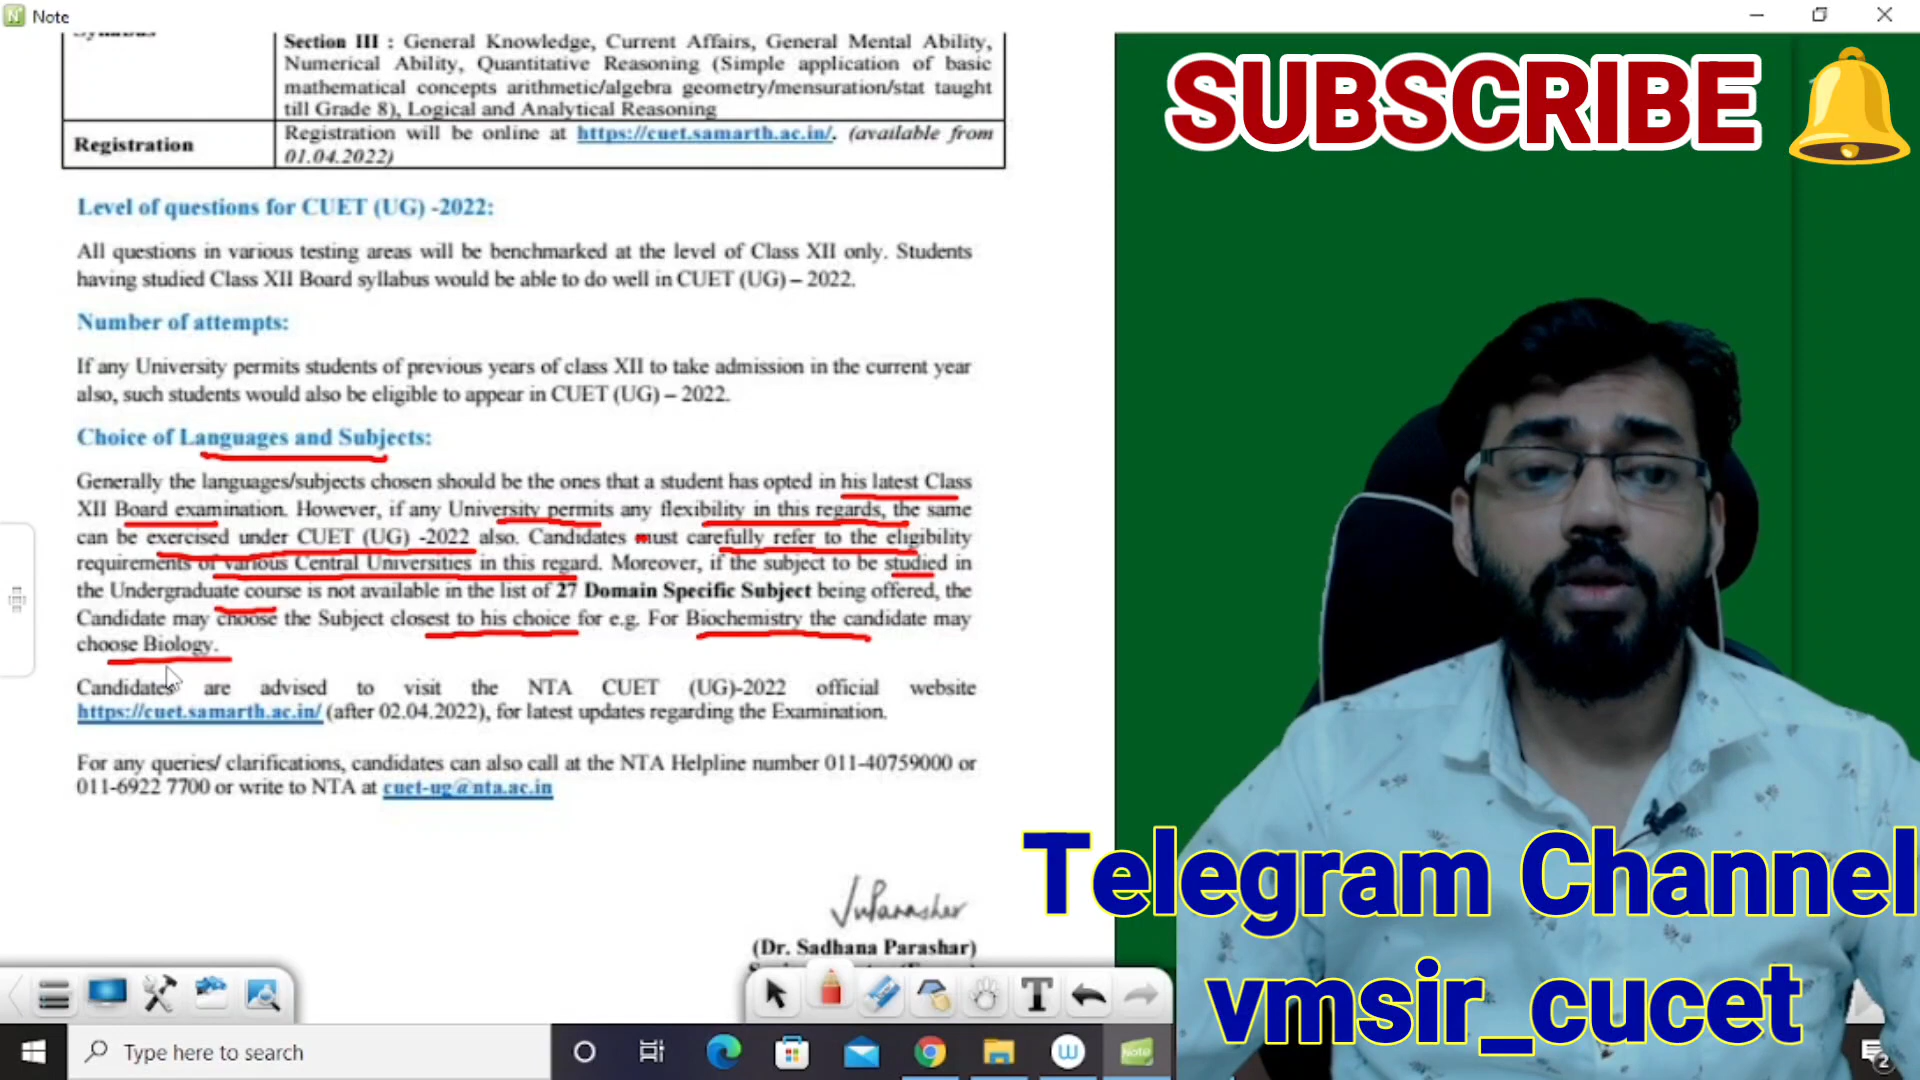 Note
Syllabus
Section III : General Knowledge, Current Affairs, General Mental Ability,
Numerical Ability, Quantitative Reasoning (Simple application of basic
mathematical concepts arithmetic/algebra geometry/mensuration/stat taught
till Grade 8), Logical and Analytical Reasoning
Registration
Registration will be online at https://cuet.samarth.ac.in/. (available from
01.04.2022)
Level of questions for CUET (UG) -2022:
All questions in various testing areas will be benchmarked at the level of Class XII only. Students
having studied Class XII Board syllabus would be able to do well in CUET (UG) – 2022.
Number of attempts:
If any University permits students of previous years of class XII to take admission in the current year
also, such students would also be eligible to appear in CUET (UG) – 2022.
Choice of Languages and Subjects:
Generally the languages/subjects chosen should be the ones that a student has opted in his latest Class
XII Board examination. However, if any University permits any flexibility in this regards, the same
can be exercised under CUET (UG) -2022 also. Candidates must carefully refer to the eligibility
requirements of various Central Universities in this regard. Moreover, if the subject to be studied in
the Undergraduate course is not available in the list of 27 Domain Specific Subject being offered, the
Candidate may choose the Subject closest to his choice for e.g. For Biochemistry the candidate may
choose Biology.
Candidates are advised to visit the NTA CUET (UG)-2022 official website
https://cuet.samarth.ac.in/ (after 02.04.2022), for latest updates regarding the Examination.
For any queries/ clarifications, candidates can also call at the NTA Helpline number 011-40759000 or
011-6922 7700 or write to NTA at cuet-ug@nta.ac.in
(Dr. Sadhana Parashar)
SUBSCRIBE
Telegram Channel
vmsir_cucet
T
Type here to search
W
Note
2